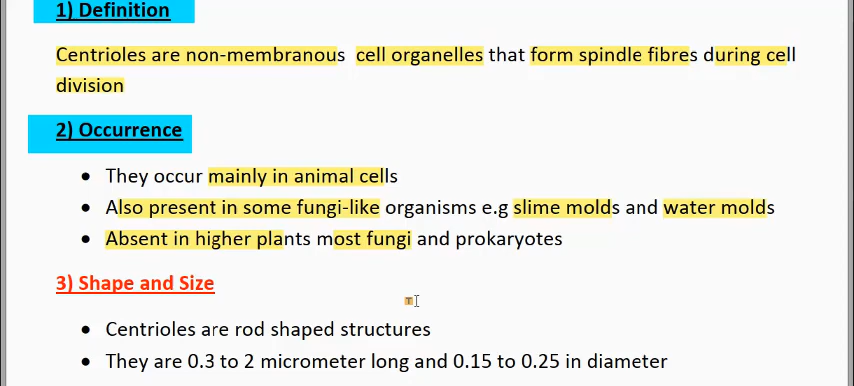 1) Definition
Centrioles are non-membranous cell organelles that form spindle fibres during cell
division
2) Occurrence
• They occur mainly in animal cells
• Also present in some fungi-like organisms e.g slime molds and water molds
• Absent in higher plants most fungi and prokaryotes
3) Shape and Size
• Centrioles are rod shaped structures
• They are 0.3 to 2 micrometer long and 0.15 to 0.25 in diameter